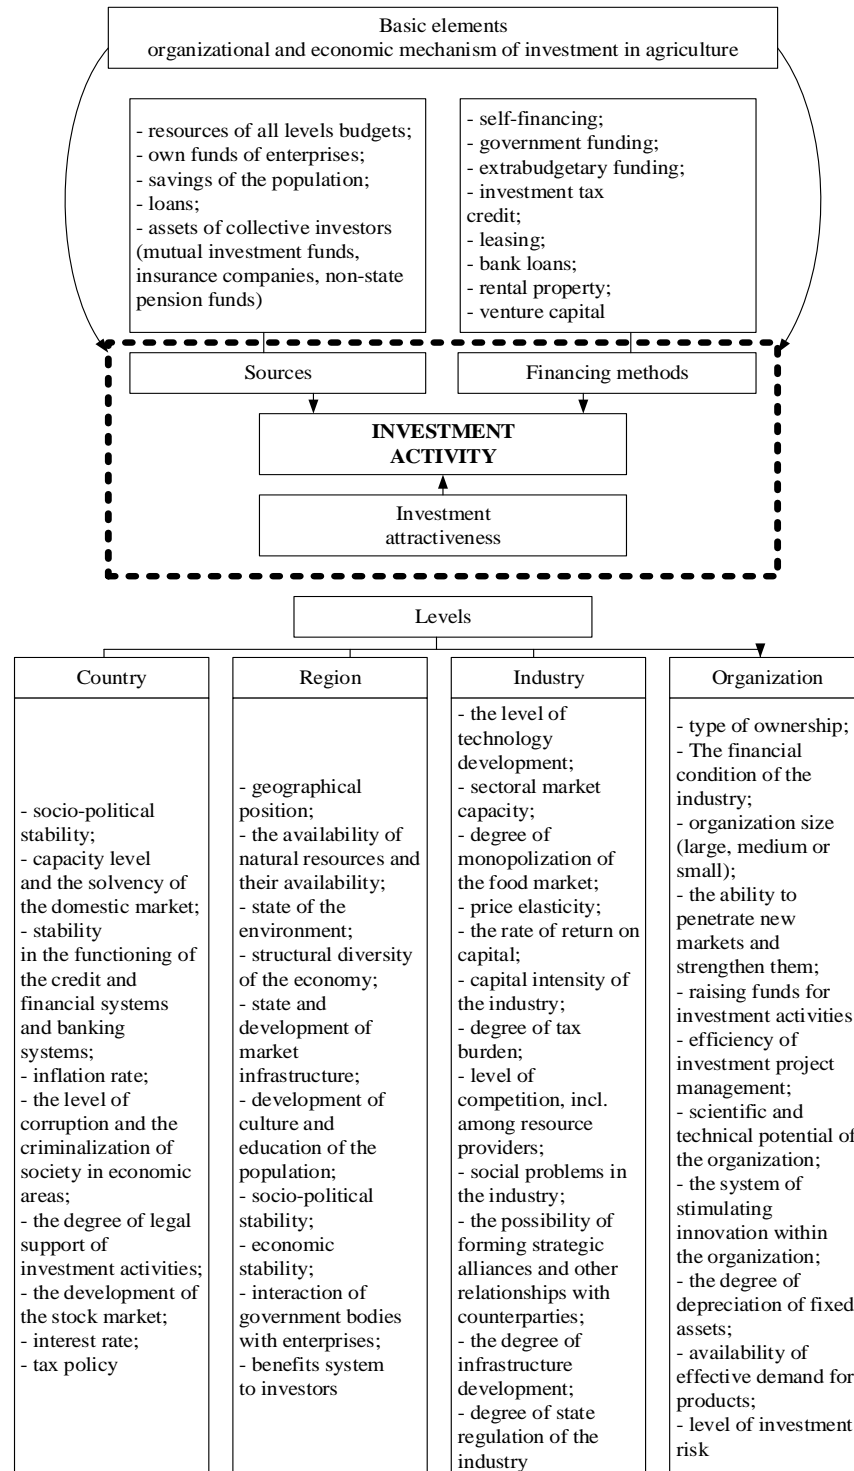 Basic elements
organizational and economic mechanism of investment in agriculture
- resources of all levels budgets;
- own funds of enterprises;
- savings of the population;
- loans;
- assets of collective investors
(mutual investment funds,
insurance companies, non-state
pension funds)
- self-financing;
- government funding;
- extrabudgetary funding;
- investment tax
credit;
- leasing;
- bank loans;
- rental property;
- venture capital
Sources
Financing methods
INVESTMENT
ACTIVITY
Investment
attractiveness
Levels
Country
- socio-political
stability;
- capacity level
and the solvency of
the domestic market;
- stability
in the functioning of
the credit and
financial systems
and banking
systems;
- inflation rate;
- the level of
corruption and the
criminalization of
society in economic
areas;
- the degree of legal
support of
investment activities;
- the development of
the stock market;
- interest rate;
- tax policy
Region
- geographical
position;
- the availability of
natural resources and
their availability;
- state of the
environment;
- structural diversity
of the economy;
- state and
development of
market
infrastructure;
- development of
culture and
education of the
population;
- socio-political
stability;
- economic
stability;
- interaction of
government bodies
with enterprises;
- benefits system
to investors
Industry
- the level of
technology
development;
- sectoral market
capacity;
- degree of
monopolization of
the food market;
- price elasticity;
- the rate of return on
capital;
- capital intensity of
the industry;
- degree of tax
burden;
- level of
competition, incl.
among resource
providers;
- social problems in
the industry;
- the possibility of
forming strategic
alliances and other
relationships with
counterparties;
- the degree of
infrastructure
development;
- degree of state
regulation of the
industry
Organization
- type of ownership;
- The financial
condition of the
industry;
- organization size
(large, medium or
small);
- the ability to
penetrate new
markets and
strengthen them;
- raising funds for
investment activities
- efficiency of
investment project
management;
- scientific and
technical potential of
the organization;
- the system of
stimulating
innovation within
the organization;
- the degree of
depreciation of fixed
assets;
- availability of
effective demand for
products;
- level of investment
risk